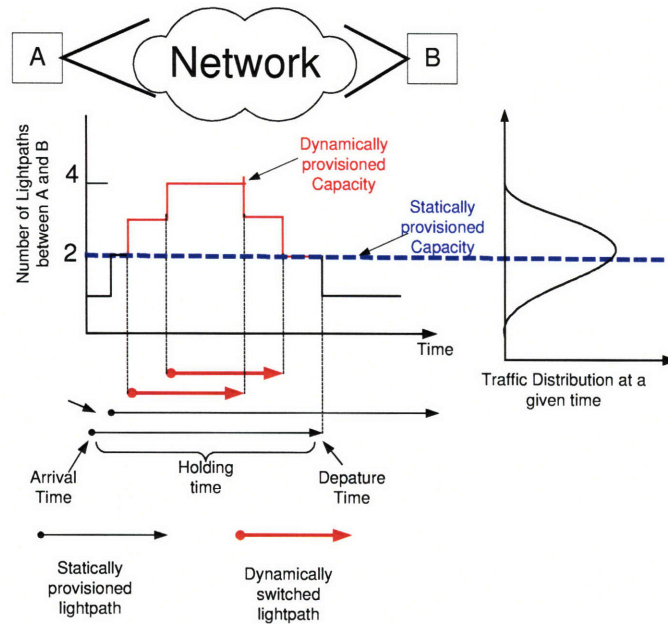 A
Network
B
Number of Lightpaths
between A and B
4
2
Dynamically
provisioned
Capacity
Statically
provisioned
Capacity
Time
Traffic Distribution at a
given time
Arrival
Time
Holding
time
Depature
Time
Statically
provisioned
lightpath
Dynamically
switched
lightpath